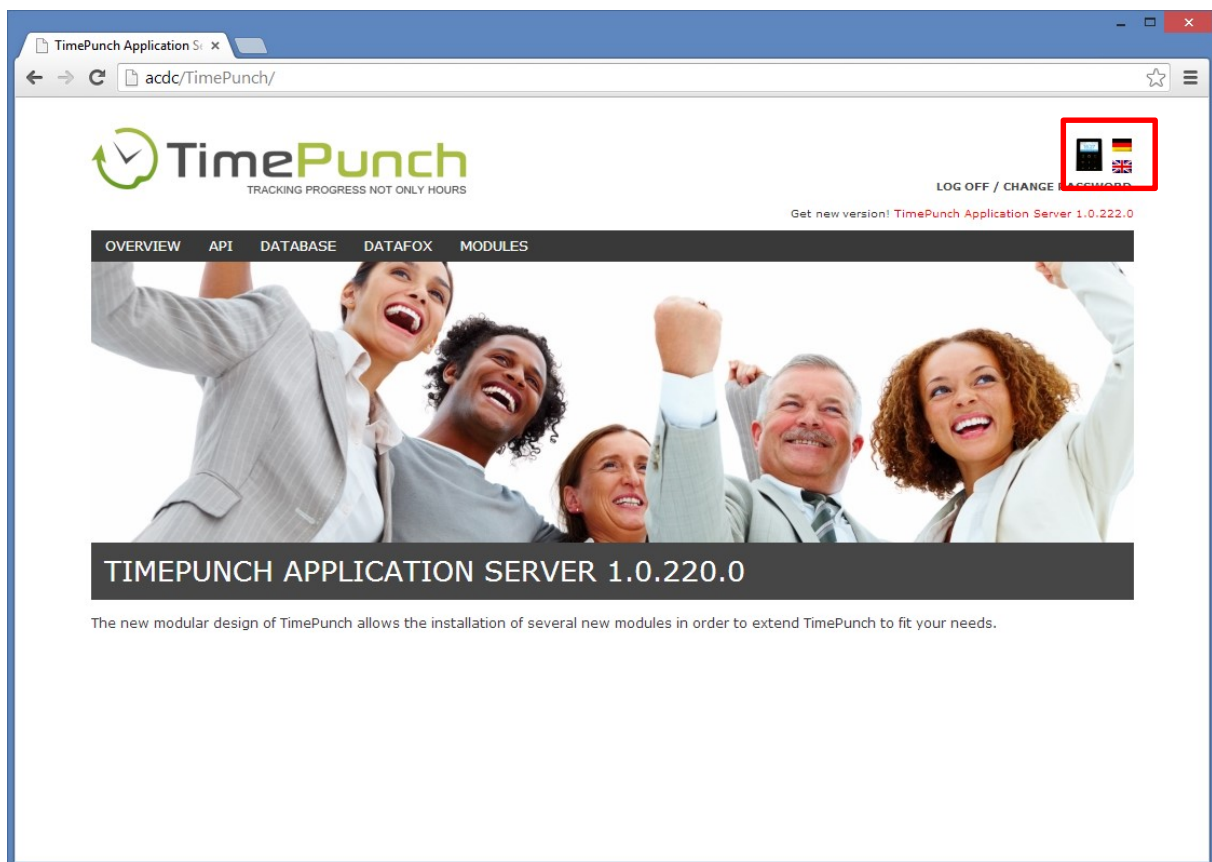 TimePunch Application Se
acdc/TimePunch/
TimePunch
TRACKING PROGRESS NOT ONLY HOURS
LOG OFF / CHANGE PASSWORD
Get new version! TimePunch Application Server 1.0.222.0
OVERVIEW API DATABASE DATAFOX MODULES
TIMEPUNCH APPLICATION SERVER 1.0.220.0
The new modular design of TimePunch allows the installation of several new modules in order to extend TimePunch to fit your needs.